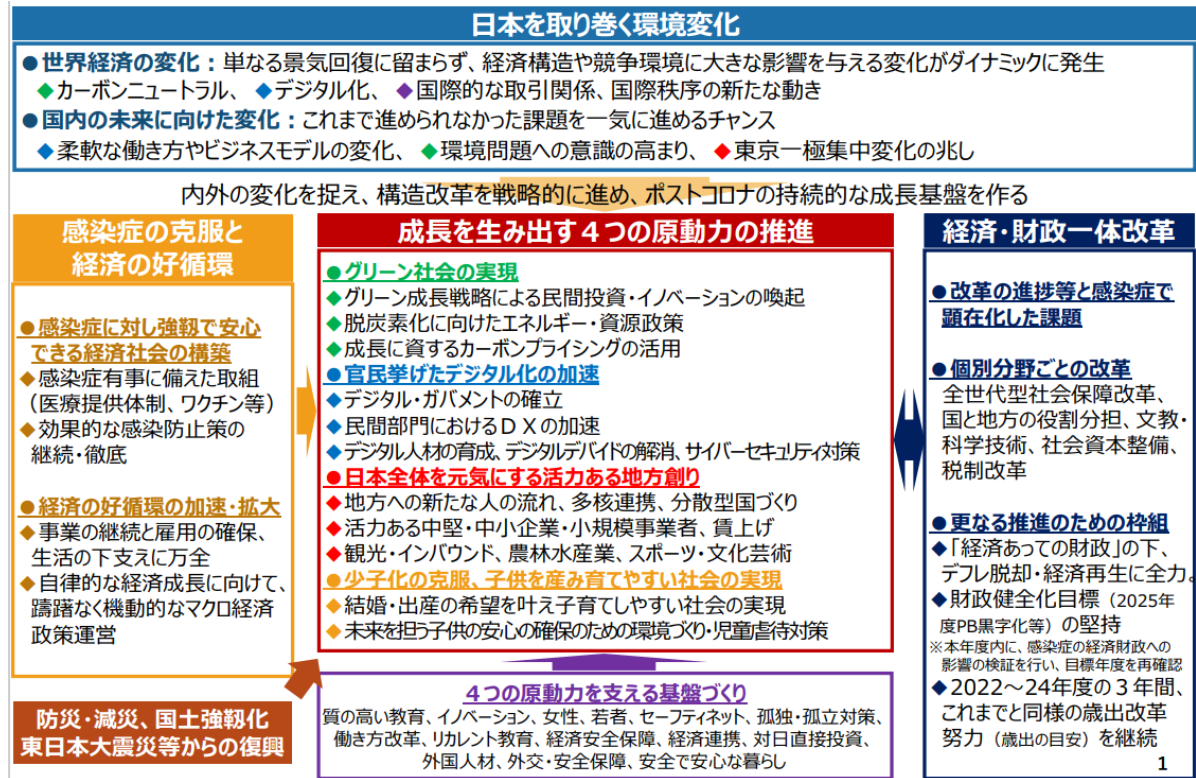 日本を取り巻く環境変化
●世界経済の変化：単なる景気回復に留まらず、経済構造や競争環境に大きな影響を与える変化がダイナミックに発生
◆カーボンニュートラル、◆デジタル化、◆国際的な取引関係、国際秩序の新たな動き
●国内の未来に向けた変化：これまで進められなかった課題を一気に進めるチャンス
◆柔軟な働き方やビジネスモデルの変化、◆環境問題への意識の高まり、◆東京一極集中変化の兆し
内外の変化を捉え、構造改革を戦略的に進め、ポストコロナの持続的な成長基盤を作る
感染症の克服と
経済の好循環
●感染症に対し強靱で安心
できる経済社会の構築
◆感染症有事に備えた取組
（医療提供体制、ワクチン等）
◆効果的な感染防止策の
継続・徹底
●経済の好循環の加速・拡大
◆事業の継続と雇用の確保、
生活の下支えに万全
◆自律的な経済成長に向けて、
躊躇なく機動的なマクロ経済
政策運営
防災・減災、国土強靱化
東日本大震災等からの復興
成長を生み出す４つの原動力の推進
●グリーン社会の実現
◆グリーン成長戦略による民間投資・イノベーションの喚起
◆脱炭素化に向けたエネルギー・資源政策
◆成長に資するカーボンプライシングの活用
●官民挙げたデジタル化の加速
◆デジタル・ガバメントの確立
◆民間部門におけるＤＸの加速
◆デジタル人材の育成、デジタルデバイドの解消、サイバーセキュリティ対策
●日本全体を元気にする活力ある地方創り
◆地方への新たな人の流れ、多核連携、分散型国づくり
◆活力ある中堅・中小企業・小規模事業者、賃上げ
◆観光・インバウンド、農林水産業、スポーツ・文化芸術
●少子化の克服、子供を産み育てやすい社会の実現
◆結婚・出産の希望を叶え子育てしやすい社会の実現
◆未来を担う子供の安心の確保のための環境づくり・児童虐待対策
４つの原動力を支える基盤づくり
質の高い教育、イノベーション、女性、若者、セーフティネット、孤独・孤立対策、
働き方改革、リカレント教育、経済安全保障、経済連携、対日直接投資、
外国人材、外交・安全保障、安全で安心な暮らし
経済・財政一体改革
●改革の進捗等と感染症で
顕在化した課題
●個別分野ごとの改革
全世代型社会保障改革、
国と地方の役割分担、文教・
科学技術、社会資本整備、
税制改革
●更なる推進のための枠組
◆「経済あっての財政」の下、
デフレ脱却・経済再生に全力。
◆財政健全化目標（2025年
度PB黒字化等）の堅持
※本年度内に、感染症の経済財政への
影響の検証を行い、目標年度を再確認
◆2022～24年度の３年間、
これまでと同様の歳出改革
努力（歳出の目安）を継続
1